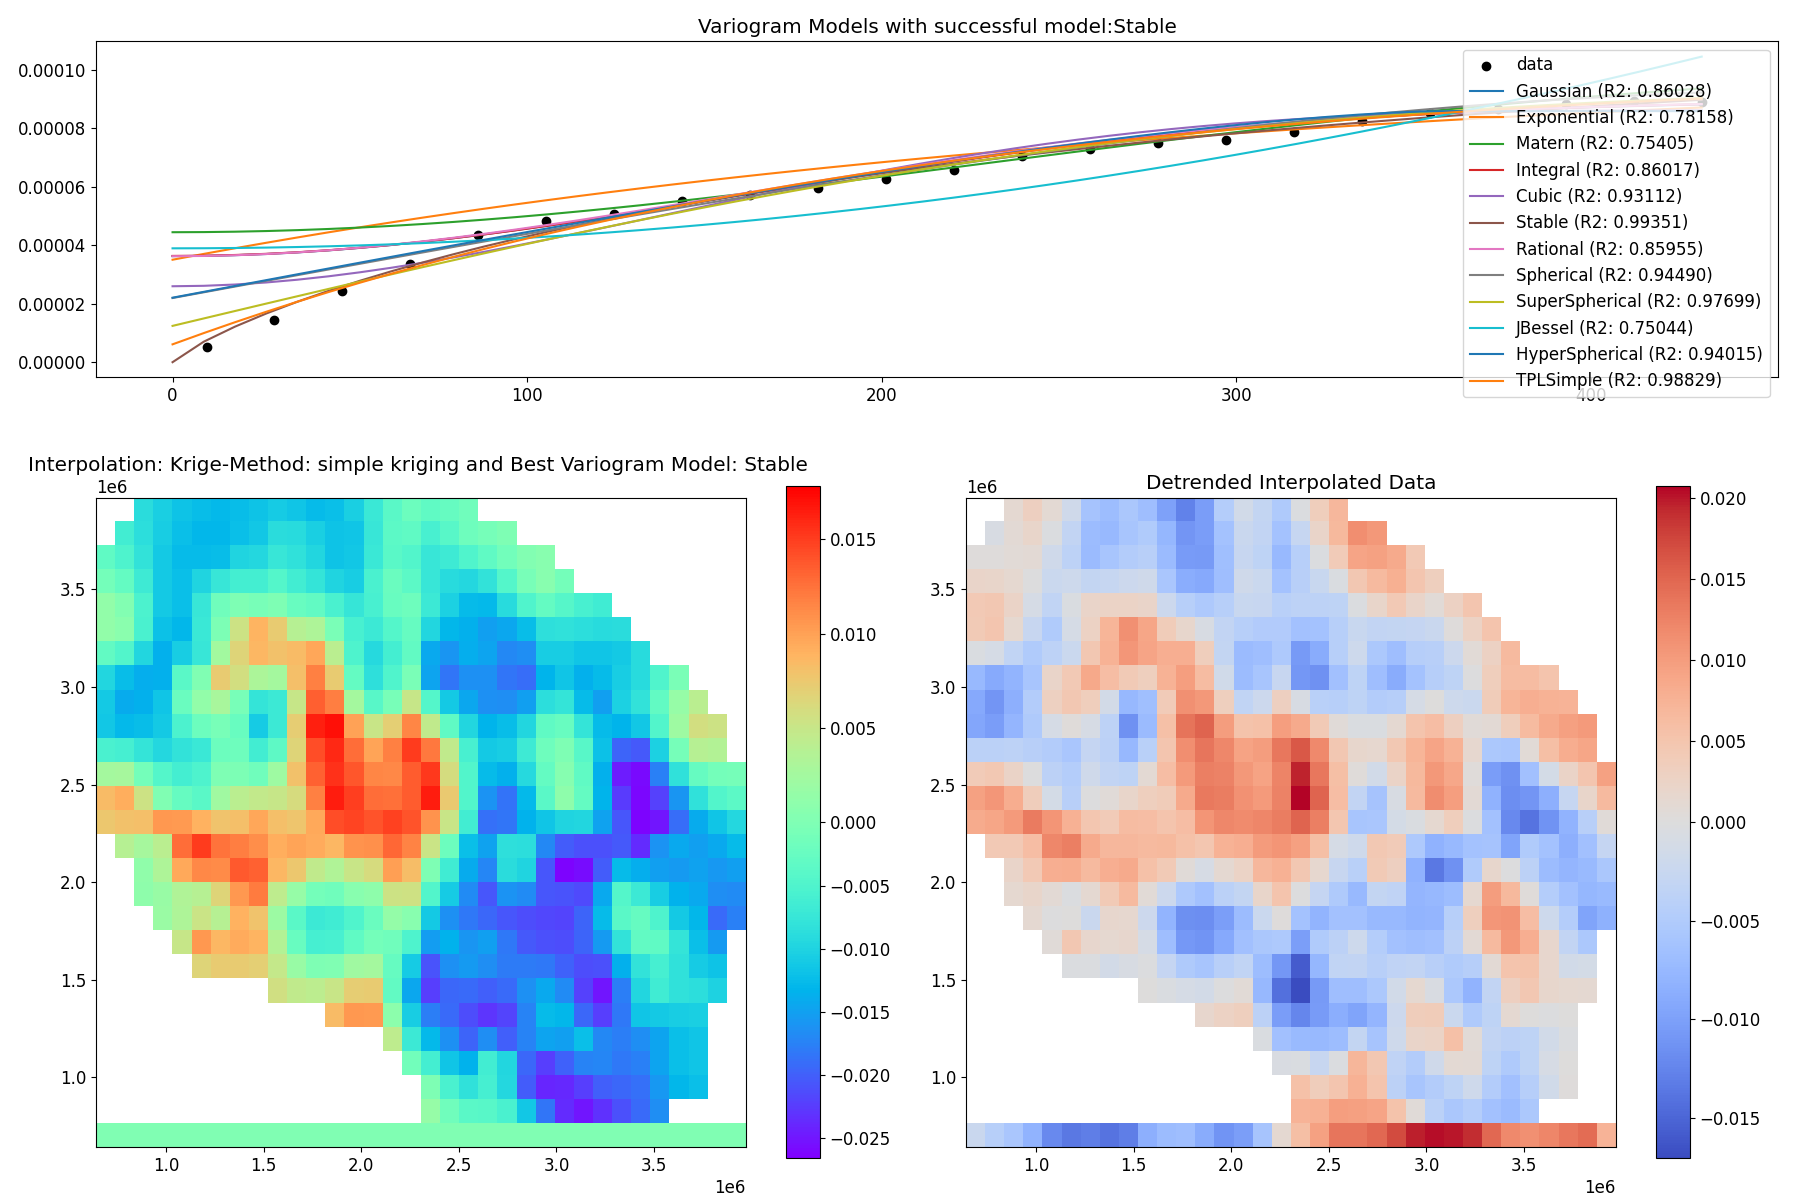 Variogram Models with successful model:Stable
0.00010
0.00008
0.00006
0.00004
0.00002
0.00000
0
100
200
300
400
data
Gaussian (R2: 0.86028)
Exponential (R2: 0.78158)
Matern (R2: 0.75405)
Integral (R2: 0.86017)
Cubic (R2: 0.93112)
Stable (R2: 0.99351)
Rational (R2: 0.85955)
Spherical (R2: 0.94490)
SuperSpherical (R2: 0.97699)
JBessel (R2: 0.75044)
HyperSpherical (R2: 0.94015)
TPLSimple (R2: 0.98829)
Interpolation: Krige-Method: simple kriging and Best Variogram Model: Stable
1e6
3.5
3.0
2.5
2.0
1.5
1.0
1.0
1.5
2.0
2.5
3.0
3.5
1e6
0.015
0.010
0.005
0.000
−0.005
−0.010
−0.015
−0.020
−0.025
Detrended Interpolated Data
1e6
3.5
3.0
2.5
2.0
1.5
1.0
1.0
1.5
2.0
2.5
3.0
3.5
1e6
0.020
0.015
0.010
0.005
0.000
−0.005
−0.010
−0.015